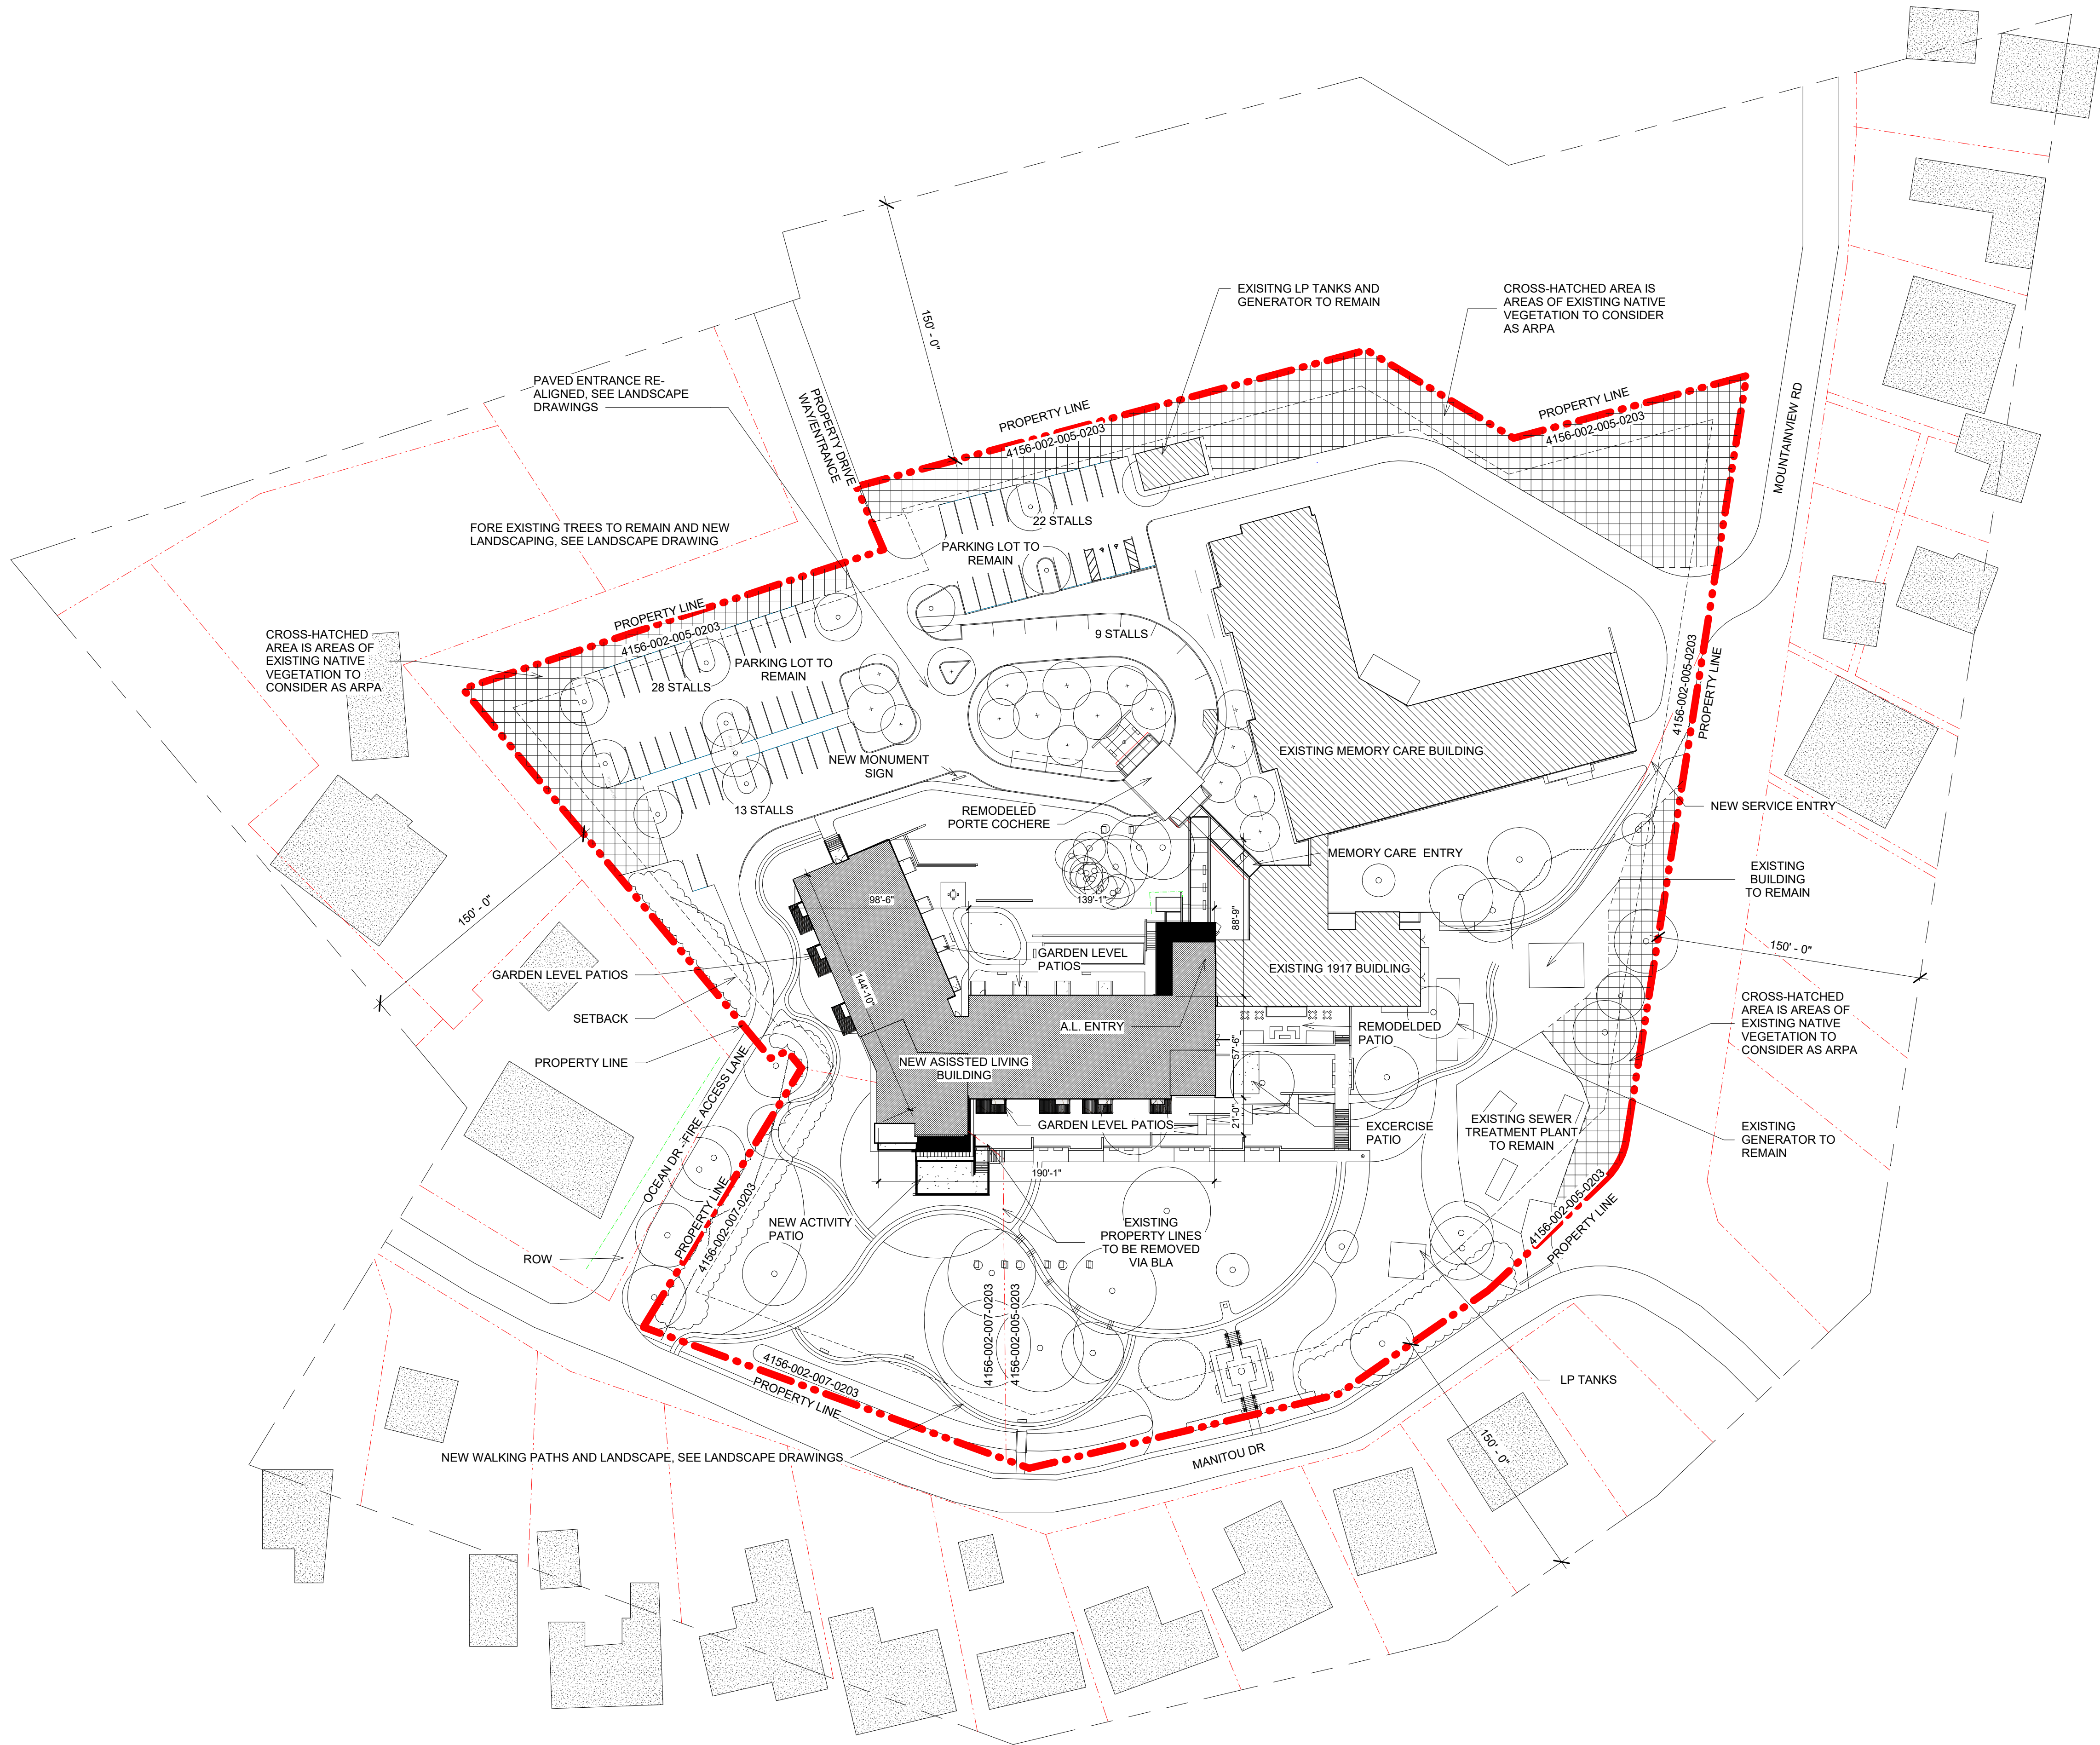 150' - 0"
EXISITNG LP TANKS AND
GENERATOR TO REMAIN
CROSS-HATCHED AREA IS
AREAS OF EXISTING NATIVE
VEGETATION TO CONSIDER
AS ARPA
PAVED ENTRANCE RE-
ALIGNED, SEE LANDSCAPE
DRAWINGS
PROPERTY DRIVE
WAY/ENTRANCE
PROPERTY LINE
4156-002-005-0203
PROPERTY LINE
4156-002-005-0203
MOUNTAINVIEW RD
FORE EXISTING TREES TO REMAIN AND NEW
LANDSCAPING, SEE LANDSCAPE DRAWING
22 STALLS
PARKING LOT TO
REMAIN
PROPERTY LINE
4156-002-005-0203
CROSS-HATCHED
AREA IS AREAS OF
EXISTING NATIVE
VEGETATION TO
CONSIDER AS ARPA
9 STALLS
PARKING LOT TO
REMAIN
28 STALLS
4156-002-005-0203
PROPERTY LINE
NEW MONUMENT
SIGN
EXISTING MEMORY CARE BUILDING
13 STALLS
REMODELED
PORTE COCHERE
NEW SERVICE ENTRY
MEMORY CARE  ENTRY
EXISTING
BUILDING
TO REMAIN
150' - 0"
98'-6"
139'-1"
88'-9"
150' - 0"
GARDEN LEVEL PATIOS
GARDEN LEVEL
PATIOS
EXISTING 1917 BUIDLING
144'-10"
SETBACK
A.L. ENTRY
REMODELDED
PATIO
CROSS-HATCHED
AREA IS AREAS OF
EXISTING NATIVE
VEGETATION TO
CONSIDER AS ARPA
PROPERTY LINE
NEW ASISSTED LIVING
BUILDING
57'-6"
OCEAN DR - FIRE ACCESS LANE
21'-0"
GARDEN LEVEL PATIOS
EXCERCISE
PATIO
EXISTING SEWER
TREATMENT PLANT
TO REMAIN
EXISTING
GENERATOR TO
REMAIN
190'-1"
PROPERTY LINE
4156-002-007-0203
4156-002-005-0203
PROPERTY LINE
NEW ACTIVITY
PATIO
EXISTING
PROPERTY LINES
TO BE REMOVED
VIA BLA
ROW
4156-002-007-0203
4156-002-005-0203
4156-002-007-0203
PROPERTY LINE
LP TANKS
NEW WALKING PATHS AND LANDSCAPE, SEE LANDSCAPE DRAWINGS
MANITOU DR
150' - 0"